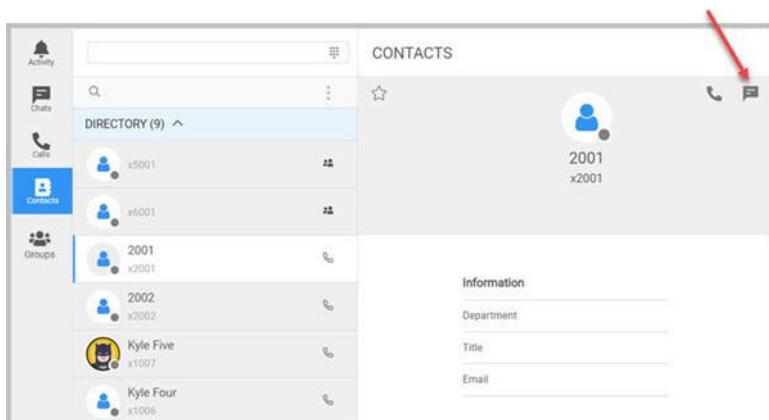 Activity
Chats
Calls
Contacts
Groups
DIRECTORY (9)
x5001
x6001
2001
x2001
2002
x2002
Kyle Five
x1007
Kyle Four
x1006
CONTACTS
2001
x2001
Information
Department
Title
Email